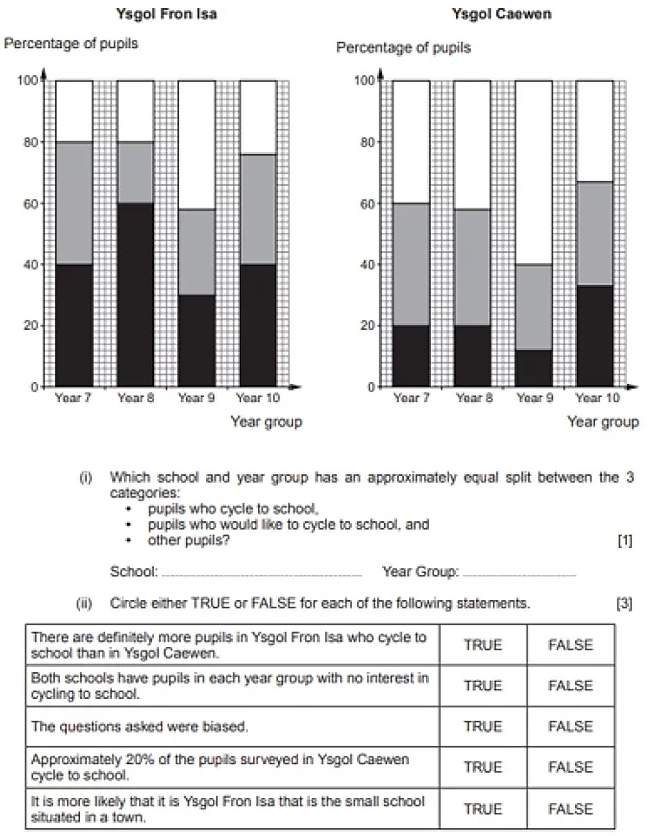 Ysgol Fron Isa
Ysgol Caewen
Percentage of pupils
Percentage of pupils
100
80
60
40
20
0
Year 7 Year 8 Year 9 Year 10
Year group
100
80
60
40
20
0
Year 7 Year 8 Year 9 Year 10
Year group
(i) Which school and year group has an approximately equal split between the 3
categories:
• pupils who cycle to school,
• pupils who would like to cycle to school, and
• other pupils? [1]
School: Year Group:
(ii) Circle either TRUE or FALSE for each of the following statements. [3]
There are definitely more pupils in Ysgol Fron Isa who cycle to
school than in Ysgol Caewen.
TRUE FALSE
Both schools have pupils in each year group with no interest in
cycling to school.
TRUE FALSE
The questions asked were biased. TRUE FALSE
Approximately 20% of the pupils surveyed in Ysgol Caewen
cycle to school.
TRUE FALSE
It is more likely that it is Ysgol Fron Isa that is the small school
situated in a town.
TRUE FALSE